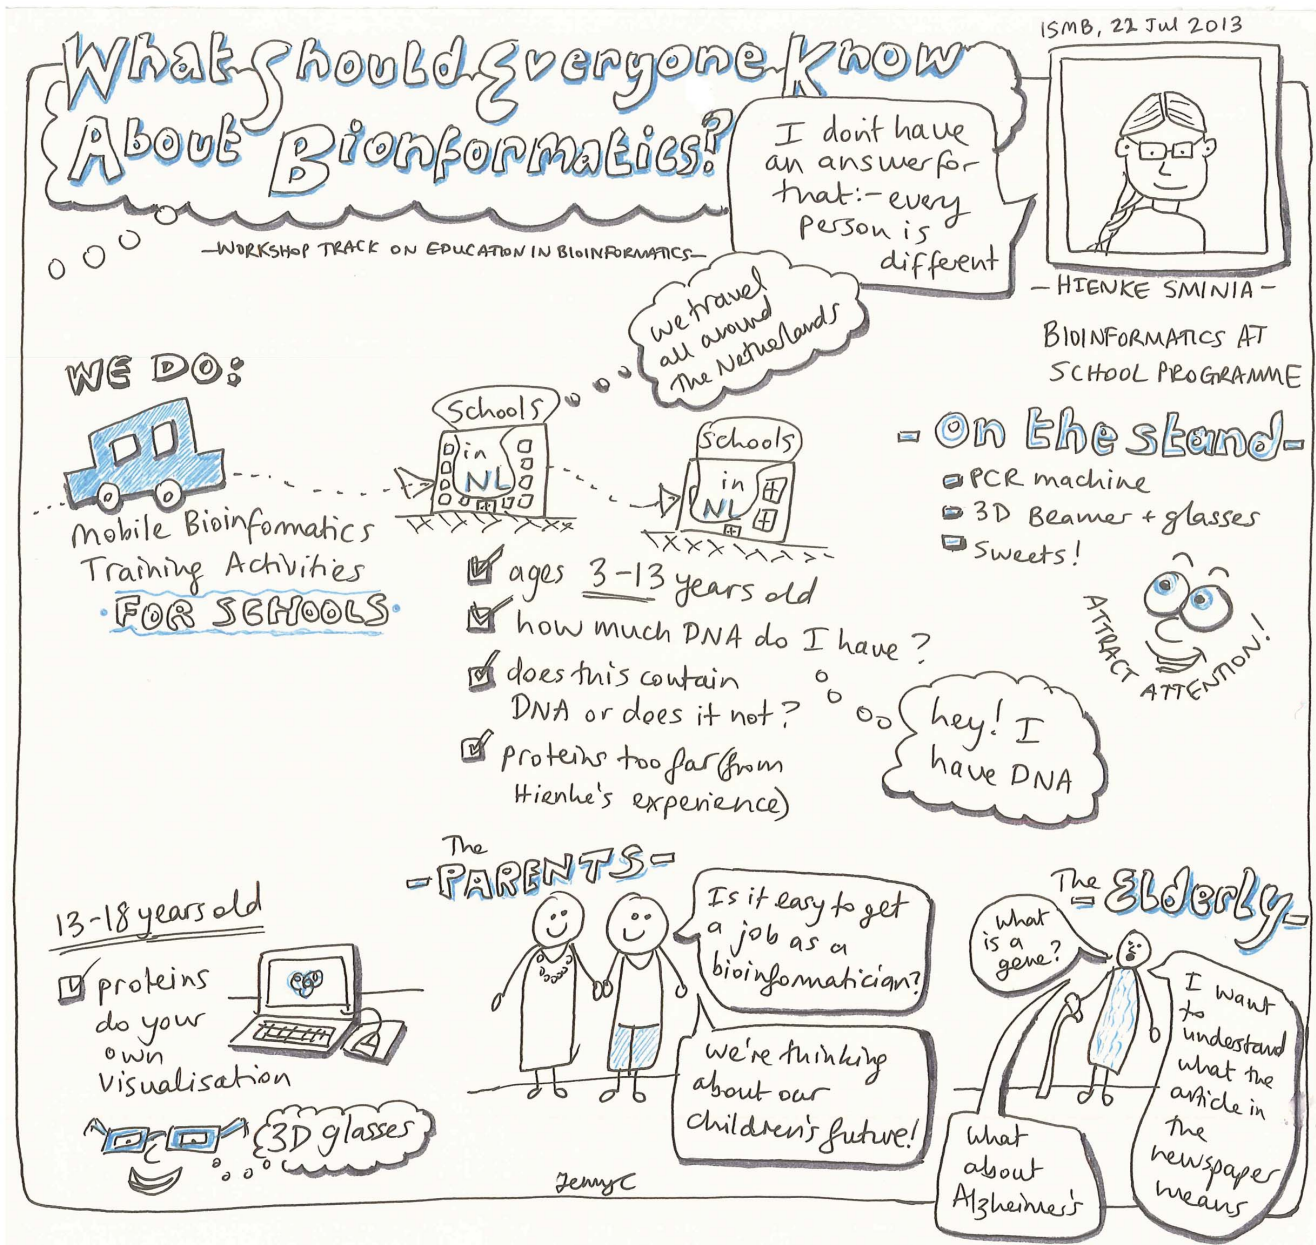 ISMB, 22 Jul 2013
What Should Everyone Know
About Bionformatics?
-WORKSHOP TRACK ON EDUCATION IN BIOINFORMATICS-
I don't have
an answer for
that:- every
person is
different
- HIENKE SMINIA -
BIOINFORMATICS AT
SCHOOL PROGRAMME
WE DO:
Mobile Bioinformatics
Training Activities
FOR SCHOOLS
we travel
all around
The Netherlands
Schools
in
NL
Schools
in
NL
ages 3-13 years old
how much DNA do I have?
does this contain
DNA or does it not?
proteins too far (from
Hienke's experience)
hey! I
have DNA
- On the stand -
PCR machine
3D Beamer + glasses
Sweets!
ATTRACT ATTENTION!
13-18 years old
proteins
do your
own
visualisation
3D glasses
The
-PARENTS-
Is it easy to get
a job as a
bioinformatician?
we're thinking
about our
children's future!
The - Elderly -
What
is a
gene?
I want
to
understand
what the
article in
the
newspaper
means
what
about
Alzheimer's
JennyC